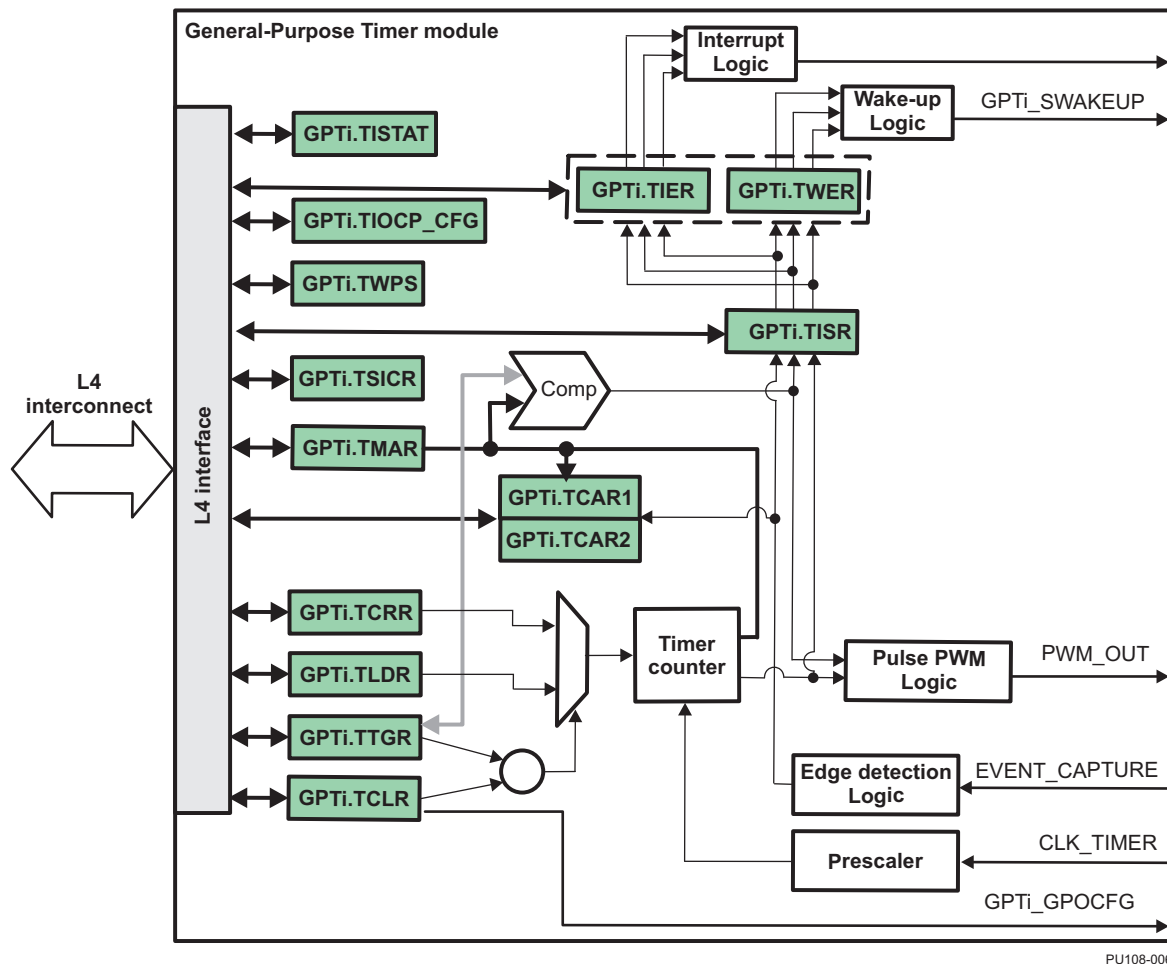 General-Purpose Timer module
Interrupt
Logic
Wake-up
Logic
GPTi_SWAKEUP
GPTi.TISTAT
GPTi.TIER
GPTi.TWER
GPTi.TIOCP_CFG
GPTi.TWPS
GPTi.TISR
L4
interconnect
L4 interface
GPTi.TSICR
Comp
GPTi.TMAR
GPTi.TCAR1
GPTi.TCAR2
GPTi.TCRR
Timer
counter
GPTi.TLDR
Pulse PWM
Logic
PWM_OUT
GPTi.TTGR
GPTi.TCLR
Edge detection
Logic
EVENT_CAPTURE
Prescaler
CLK_TIMER
GPTi_GPOCFG
PU108-006